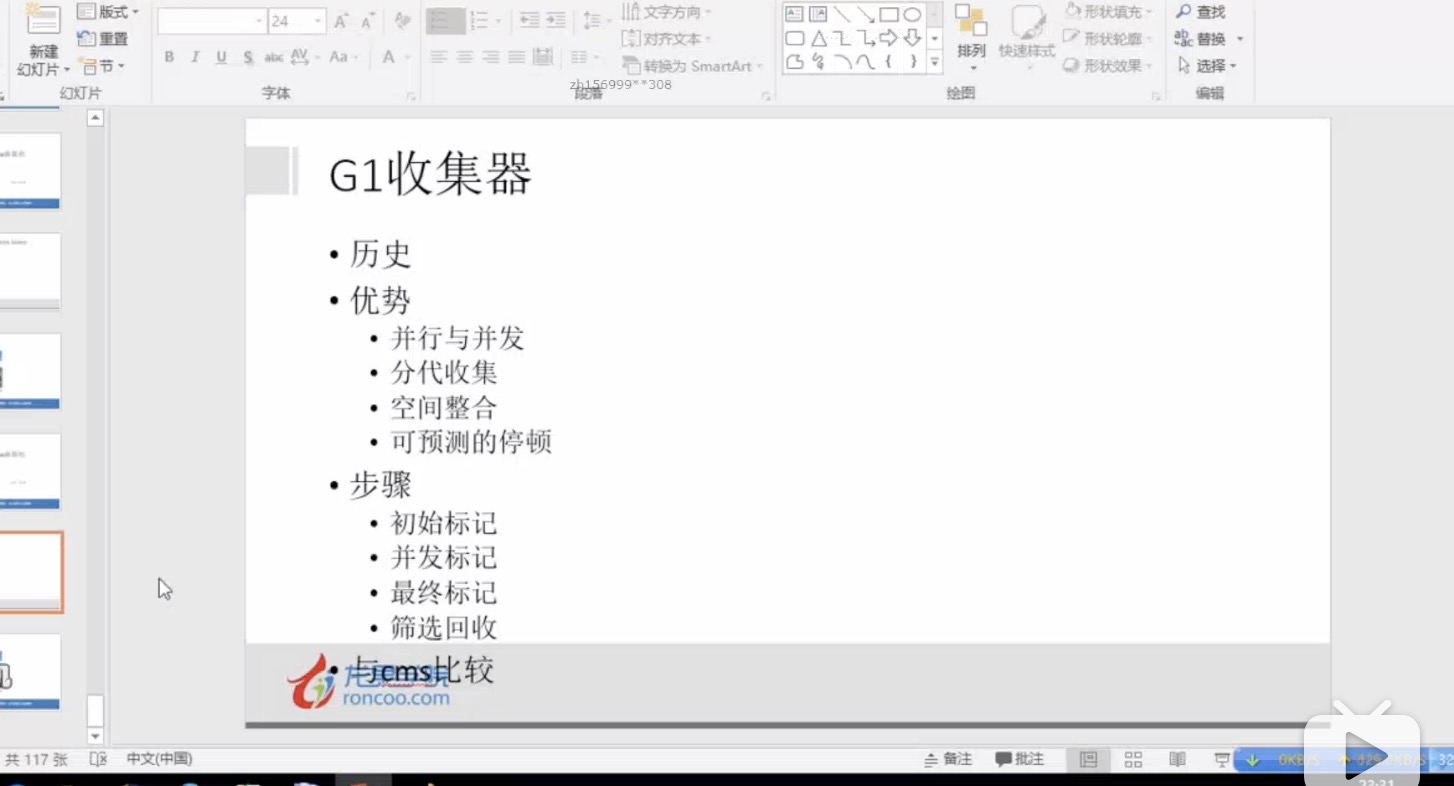 版式
24
文字方向
形状填充
查找
新建
幻灯片
重置
B I U S abc AV Aa A
对齐文本
排列
快速样式
形状轮廓
替换
节
转换为 SmartArt
形状效果
选择
zh156999**308
幻灯片
字体
段落
绘图
编辑
G1收集器
• 历史
• 优势
• 并行与并发
• 分代收集
• 空间整合
• 可预测的停顿
• 步骤
• 初始标记
• 并发标记
• 最终标记
• 筛选回收
• 与cms比较
roncoo.com
共 117 张
中文(中国)
备注
批注
0KB/S
22:21